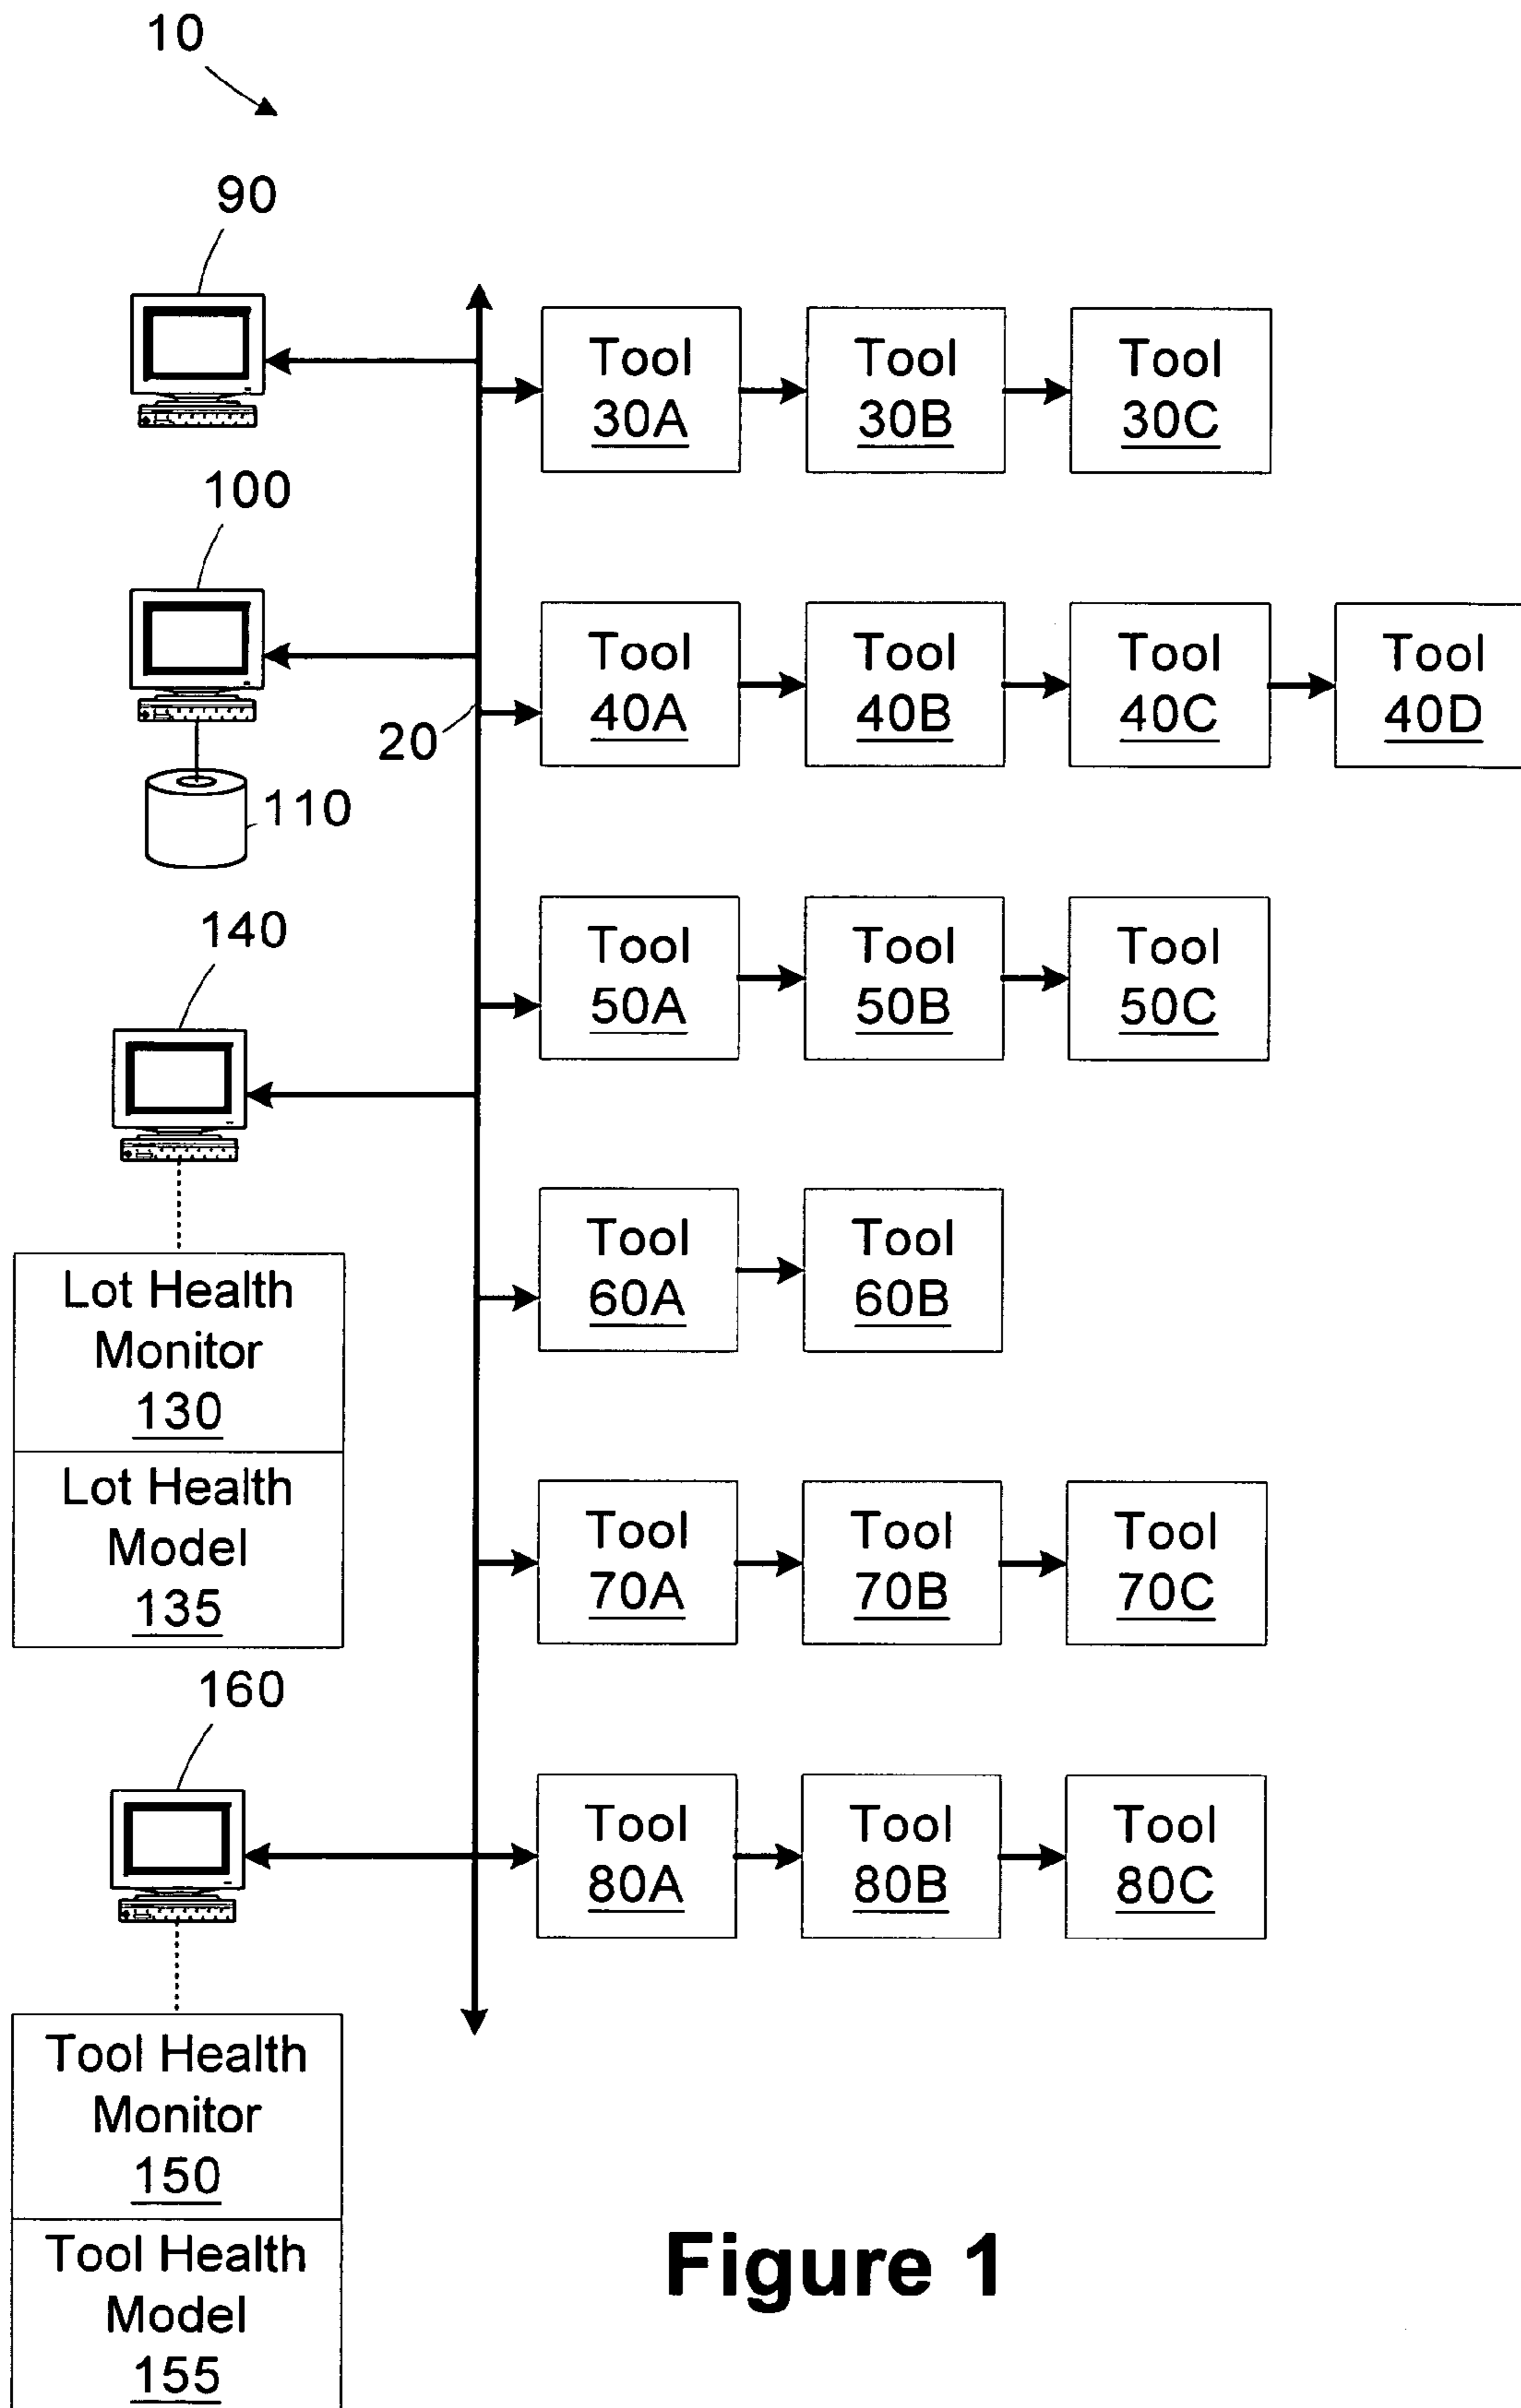 10
90
Tool
30A
Tool
30B
Tool
30C
100
Tool
40A
Tool
40B
Tool
40C
Tool
40D
20
110
140
Tool
50A
Tool
50B
Tool
50C
Tool
60A
Tool
60B
Lot Health
Monitor
130
Lot Health
Model
135
Tool
70A
Tool
70B
Tool
70C
160
Tool
80A
Tool
80B
Tool
80C
Tool Health
Monitor
150
Tool Health
Model
155
Figure 1